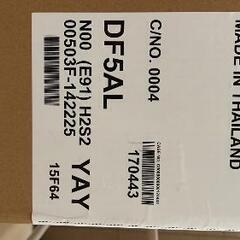 MADE IN THAILAND
C/NO. 0004
170443
DF5AL
YAY
N00 (E91) H2S2
00503F-142225
15F64